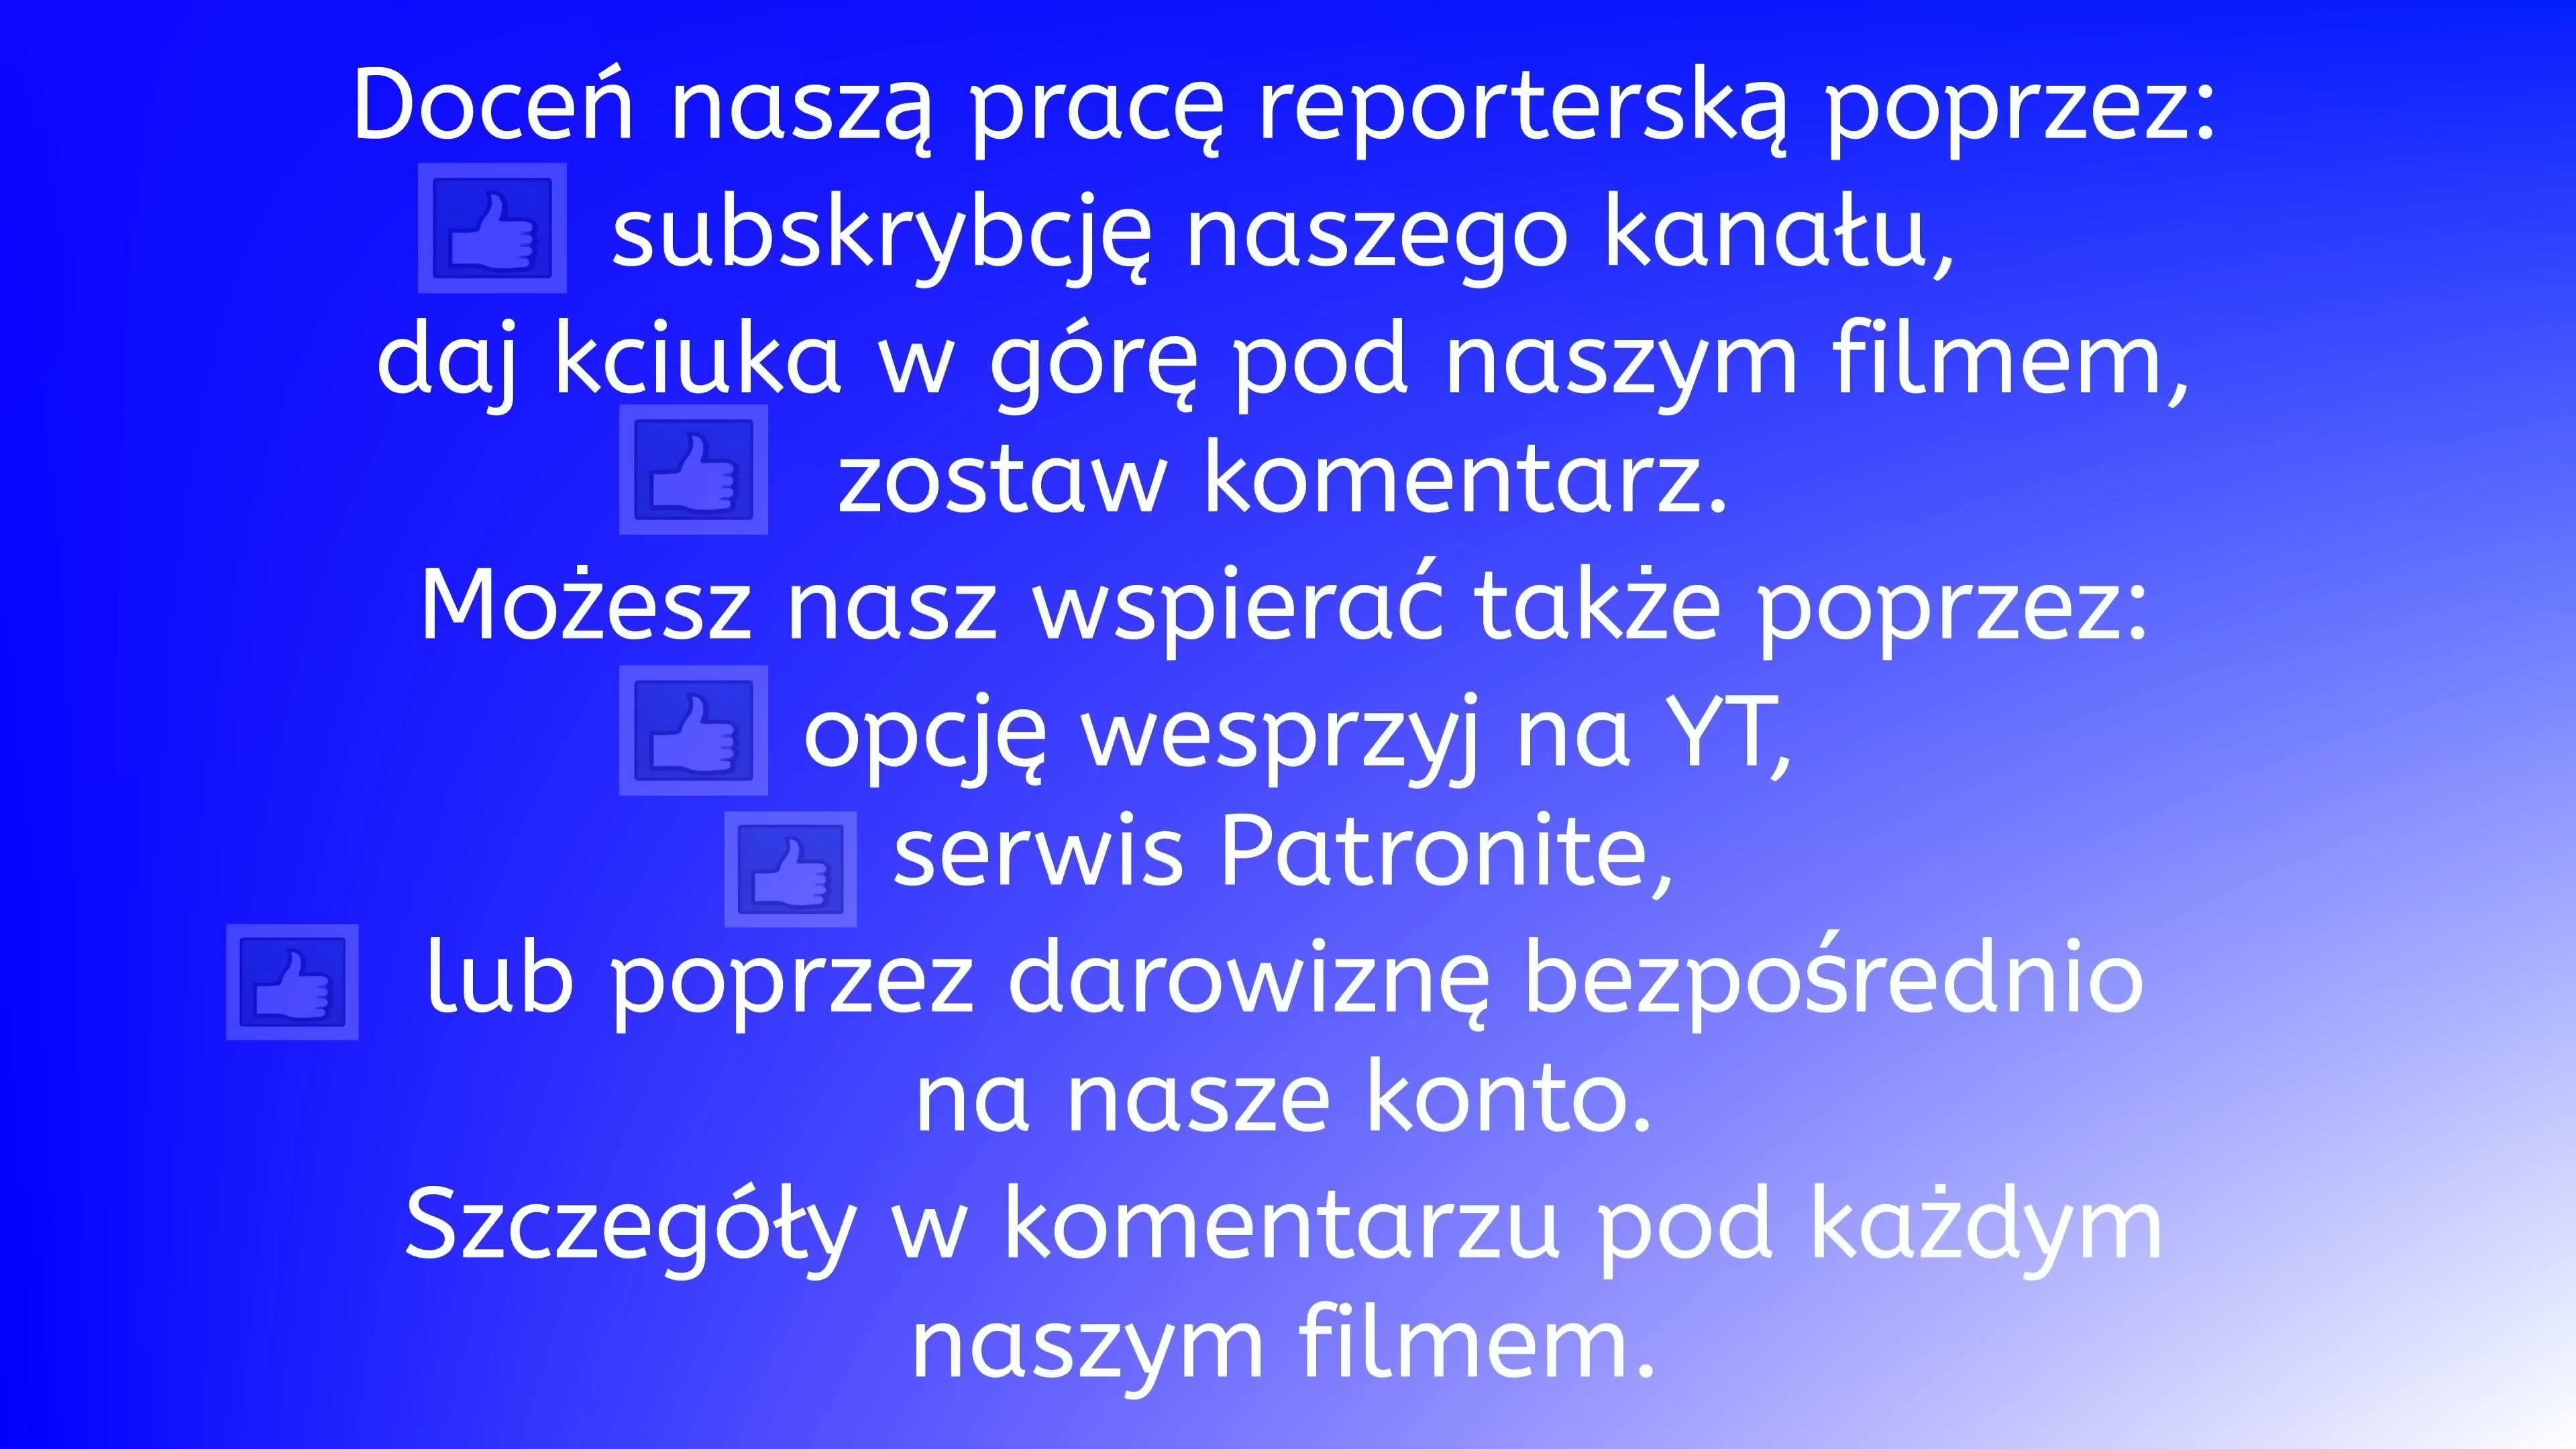 Doceń naszą pracę reporterską poprzez:
subskrybcję naszego kanału,
daj kciuka w górę pod naszym filmem,
zostaw komentarz.
Możesz nasz wspierać także poprzez:
opcję wesprzyj na YT,
serwis Patronite,
lub poprzez darowiznę bezpośrednio
na nasze konto.
Szczegóły w komentarzu pod każdym
naszym filmem.